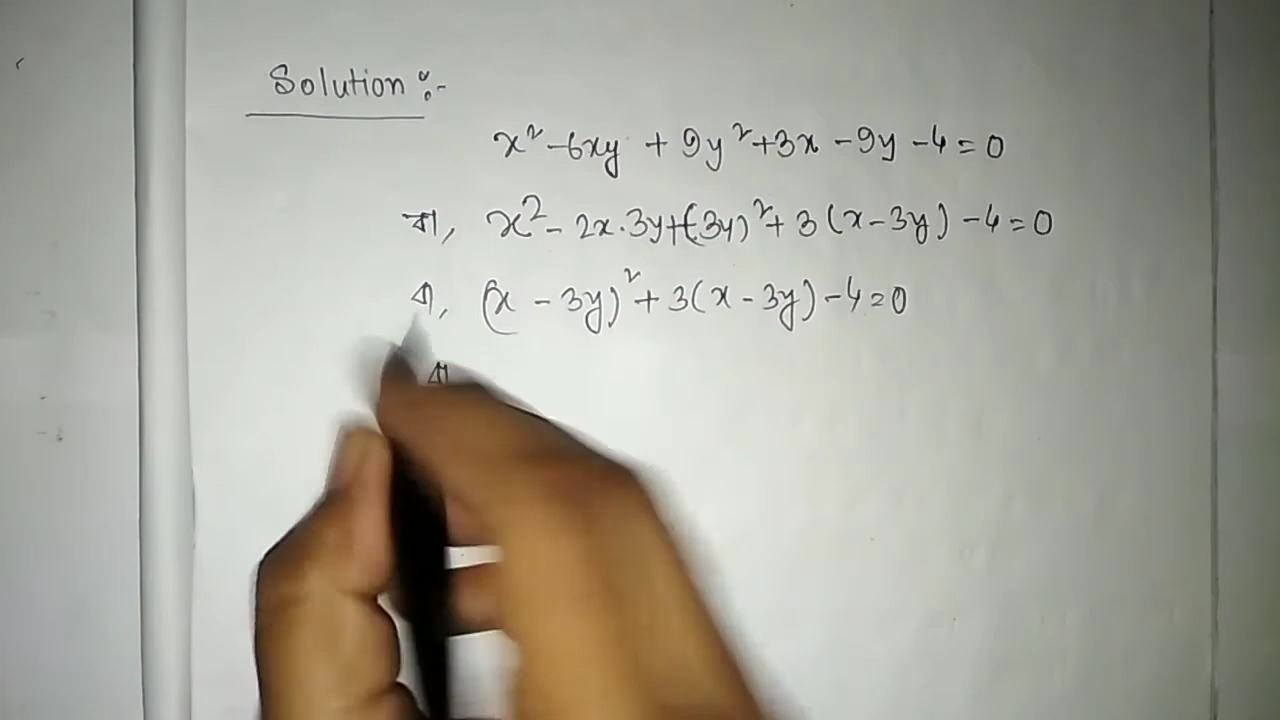 Solution :-
x² - 6xy + 9y² + 3x - 9y - 4 = 0
বা, x² - 2x.3y + (3y)² + 3(x - 3y) - 4 = 0
বা, (x - 3y)² + 3(x - 3y) - 4 = 0
বা